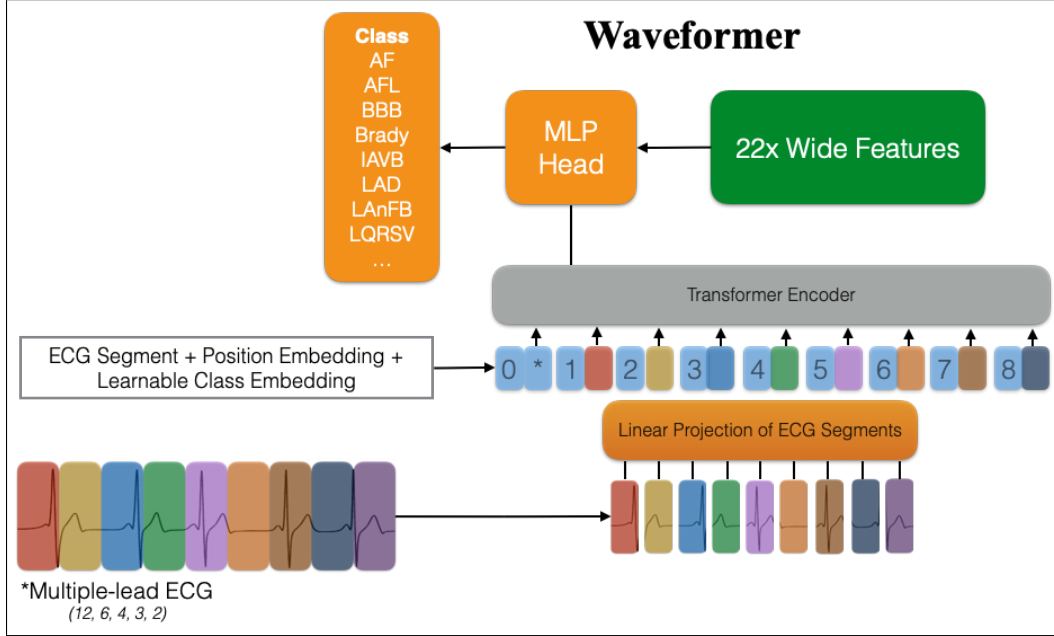 Waveformer
Class
AF
AFL
BBB
Brady
IAVB
LAD
LAnFB
LQRSV
...
MLP
Head
22x Wide Features
Transformer Encoder
ECG Segment + Position Embedding +
Learnable Class Embedding
0 * 1 2 3 4 5 6 7 8
Linear Projection of ECG Segments
*Multiple-lead ECG
(12, 6, 4, 3, 2)